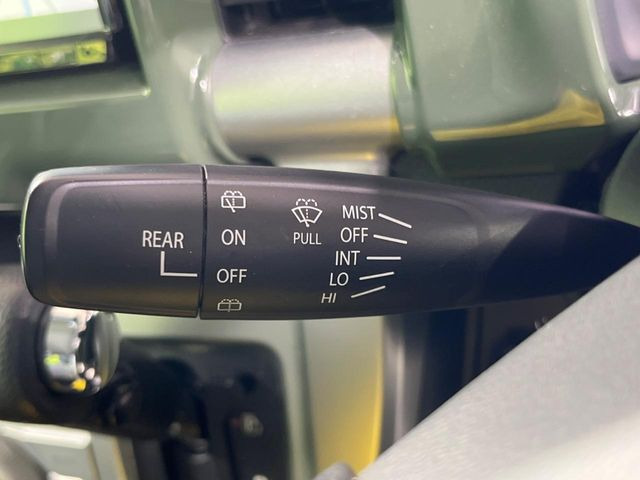 REAR
ON
OFF
PULL
MIST
OFF
INT
LO
HI